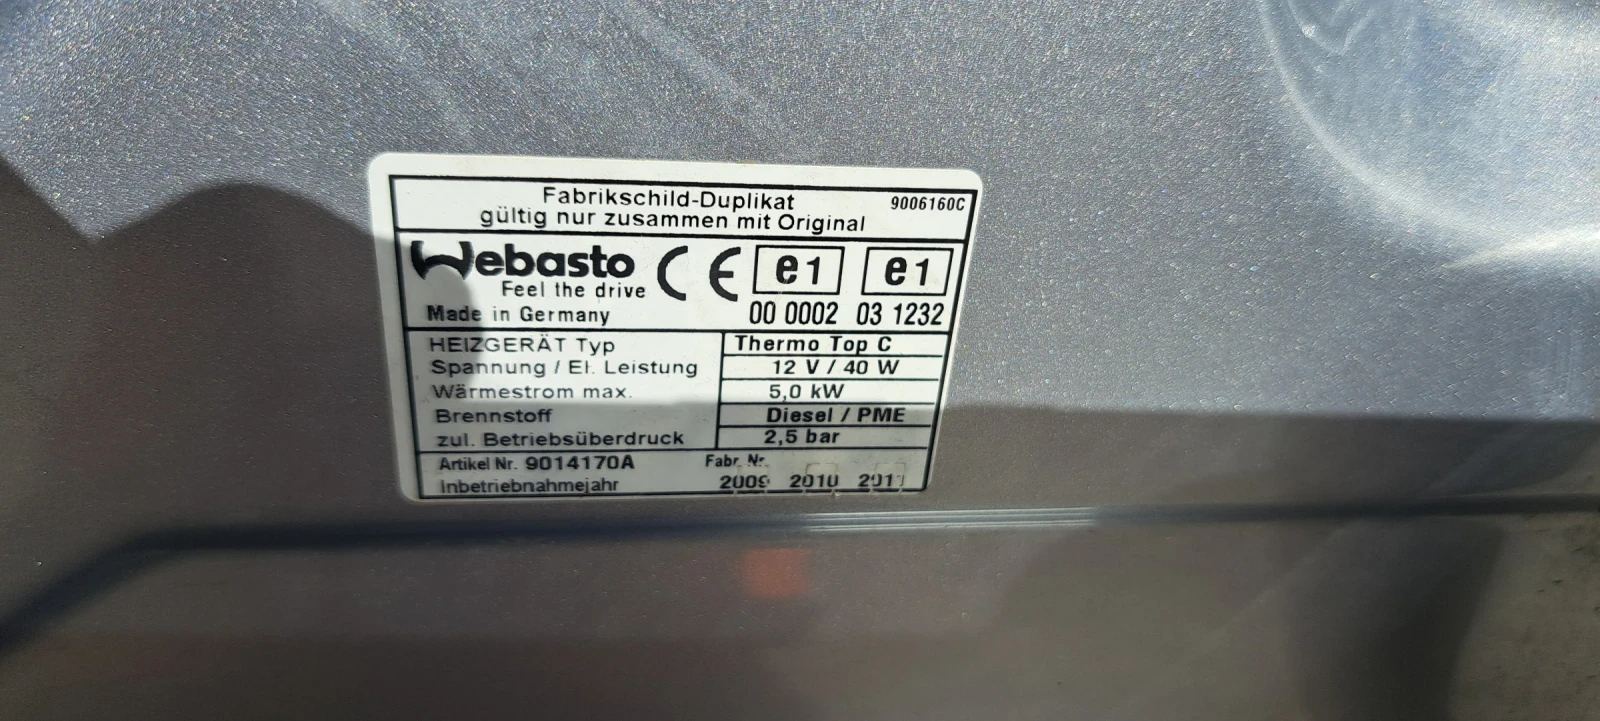 Fabrikschild-Duplikat 9006160C
gültig nur zusammen mit Original
Webasto CE e1 e1
Feel the drive
Made in Germany 00 0002 03 1232
HEIZGERÄT Typ Thermo Top C
Spannung / El. Leistung 12 V / 40 W
Wärmestrom max. 5,0 kW
Brennstoff Diesel / PME
zul. Betriebsüberdruck 2,5 bar
Artikel Nr. 9014170A Fabr. Nr.
Inbetriebnahmejahr 2009 2010 2011